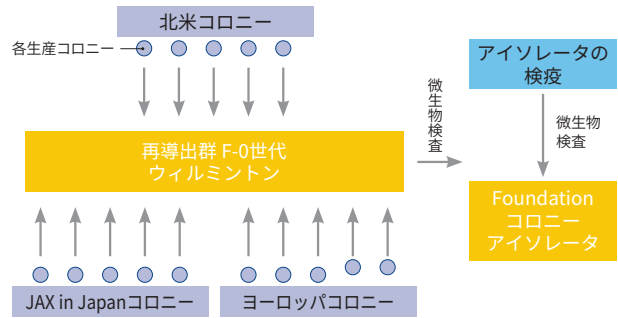 北米コロニー
各生産コロニー
再導出群 F-0世代
ウィルミントン
JAX in Japanコロニー
ヨーロッパコロニー
微生物検査
アイソレータの
検疫
微生物
検査
Foundation
コロニー
アイソレータ